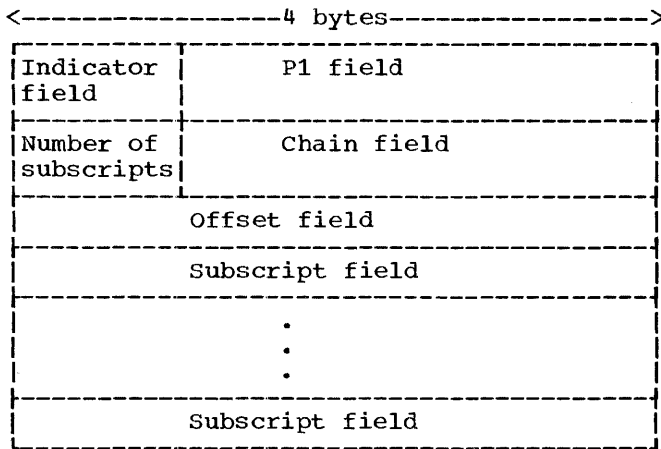 <-----------------4 bytes----------------->
Indicator P1 field
field
Number of Chain field
subscripts
Offset field
Subscript field
.
.
.
Subscript field